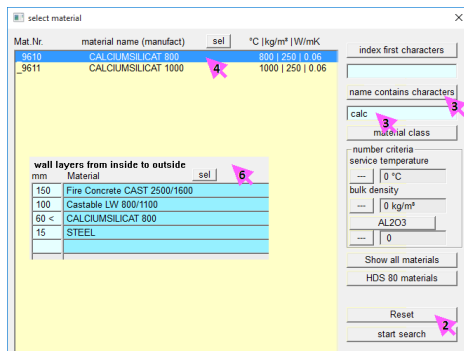 select material
Mat.Nr. material name (manufact) sel °C |kg/m³ |W/mK
_9610 CALCIUMSILICAT 800 800 | 250 | 0.06
_9611 CALCIUMSILICAT 1000 1000 | 250 | 0.06
4
index first characters
name contains characters
3
calc
3
material class
number criteria
service temperature
--- 0 °C
bulk density
--- 0 kg/m³
AL2O3
--- 0
Show all materials
HDS 80 materials
Reset
2
start search
wall layers from inside to outside
mm Material sel
6
150 Fire Concrete CAST 2500/1600
100 Castable LW 800/1100
60 < CALCIUMSILICAT 800
15 STEEL